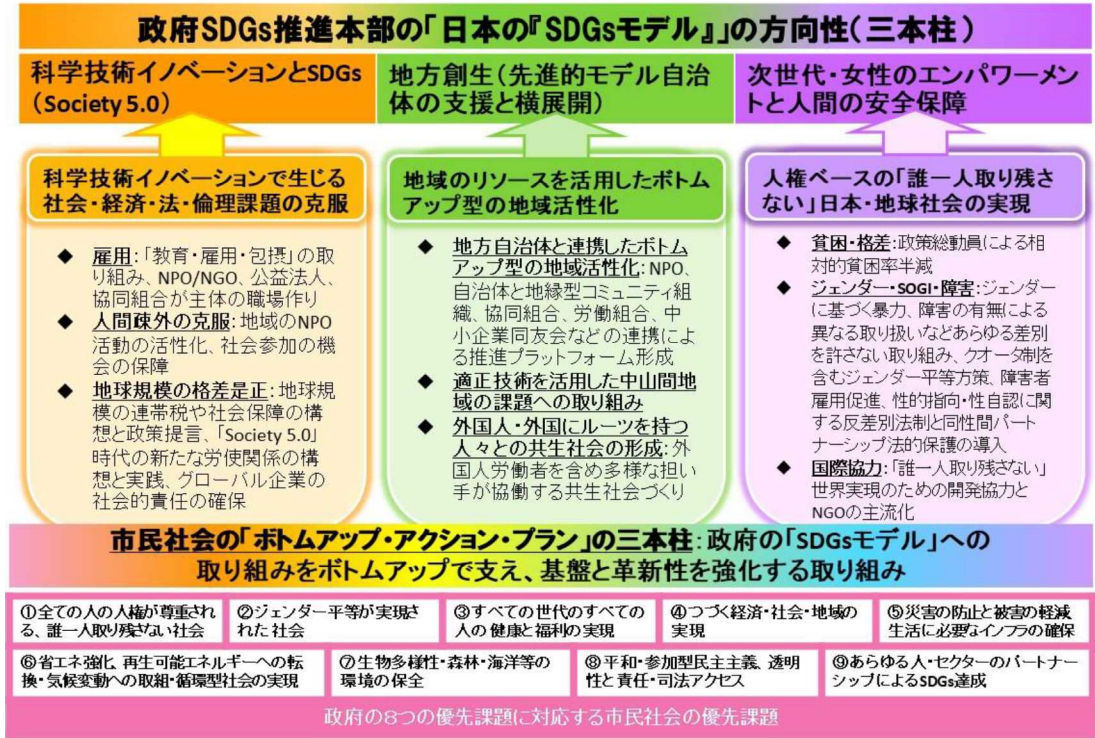 政府SDGs推進本部の「日本の『SDGsモデル』」の方向性(三本柱)
科学技術イノベーションとSDGs
(Society 5.0)
科学技術イノベーションで生じる
社会・経済・法・倫理課題の克服
◆ 雇用:「教育・雇用・包摂」の取
り組み、NPO/NGO、公益法人、
協同組合が主体の職場作り
◆ 人間疎外の克服:地域のNPO
活動の活性化、社会参加の機
会の保障
◆ 地球規模の格差是正:地球規
模の連帯税や社会保障の構
想と政策提言、「Society 5.0」
時代の新たな労使関係の構
想と実践、グローバル企業の
社会的責任の確保
地方創生(先進的モデル自治
体の支援と横展開)
地域のリソースを活用したボトム
アップ型の地域活性化
◆ 地方自治体と連携したボトム
アップ型の地域活性化:NPO、
自治体と地縁型コミュニティ組
織、協同組合、労働組合、中
小企業同友会などの連携によ
る推進プラットフォーム形成
◆ 適正技術を活用した中山間地
域の課題への取り組み
◆ 外国人・外国にルーツを持つ
人々との共生社会の形成:外
国人労働者を含め多様な担い
手が協働する共生社会づくり
次世代・女性のエンパワーメン
トと人間の安全保障
人権ベースの「誰一人取り残さ
ない」日本・地球社会の実現
◆ 貧困・格差:政策総動員による相
対的貧困率半減
◆ ジェンダー・SOGI・障害:ジェンダー
に基づく暴力、障害の有無による
異なる取り扱いなどあらゆる差別
を許さない取り組み、クオータ制を
含むジェンダー平等方策、障害者
雇用促進、性的指向・性自認に関
する反差別法制と同性間パート
ナーシップ法的保護の導入
◆ 国際協力:「誰一人取り残さない」
世界実現のための開発協力と
NGOの主流化
市民社会の「ボトムアップ・アクション・プラン」の三本柱:政府の「SDGsモデル」への
取り組みをボトムアップで支え、基盤と革新性を強化する取り組み
①全ての人の人権が尊重され
る、誰一人取り残さない社会
②ジェンダー平等が実現さ
れた社会
③すべての世代のすべての
人の健康と福利の実現
④つづく経済・社会・地域の
実現
⑤災害の防止と被害の軽減
生活に必要なインフラの確保
⑥省エネ強化、再生可能エネルギーへの転
換・気候変動への取組・循環型社会の実現
⑦生物多様性・森林・海洋等の
環境の保全
⑧平和・参加型民主主義、透明
性と責任・司法アクセス
⑨あらゆる人・セクターのパートナー
シップによるSDGs達成
政府の8つの優先課題に対応する市民社会の優先課題